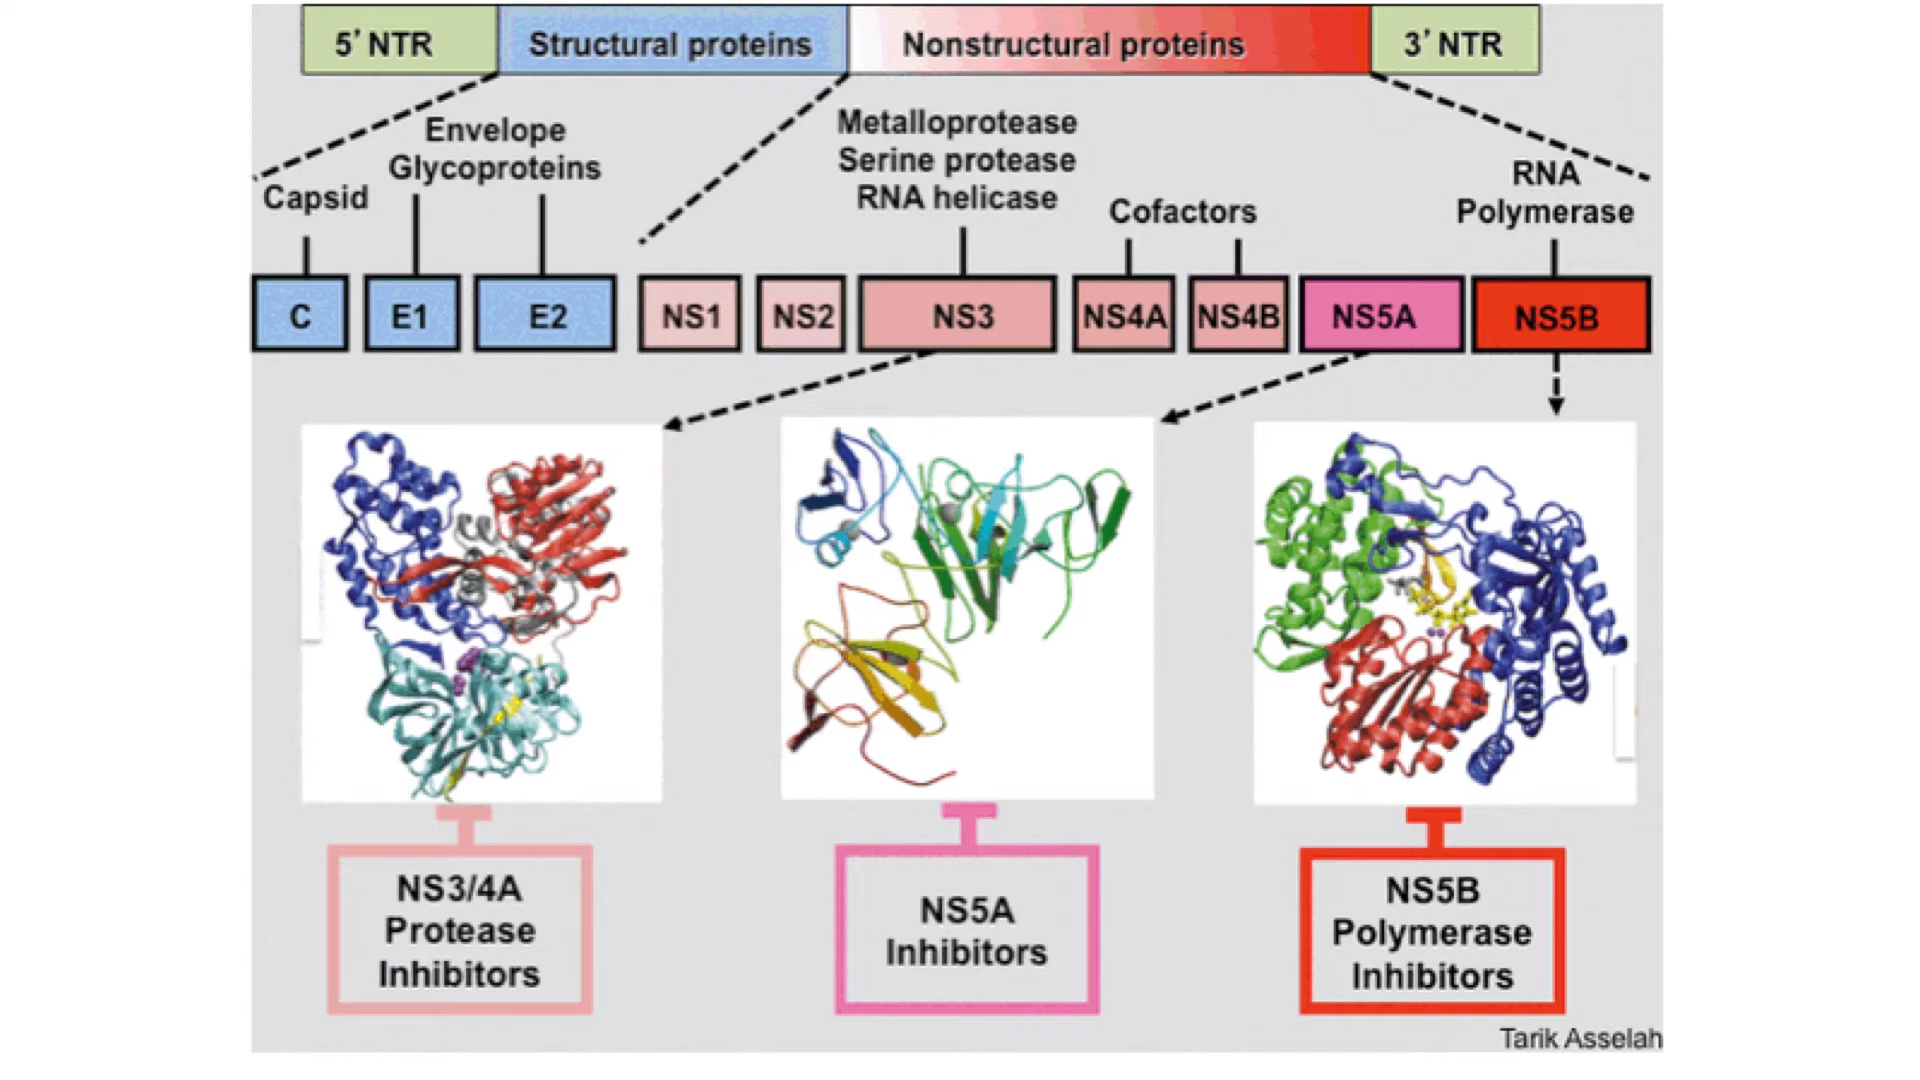 5’ NTR
Structural proteins
Nonstructural proteins
3’ NTR
Capsid
Envelope
Glycoproteins
Metalloprotease
Serine protease
RNA helicase
Cofactors
RNA
Polymerase
C
E1
E2
NS1
NS2
NS3
NS4A
NS4B
NS5A
NS5B
NS3/4A
Protease
Inhibitors
NS5A
Inhibitors
NS5B
Polymerase
Inhibitors
Tarik Asselah